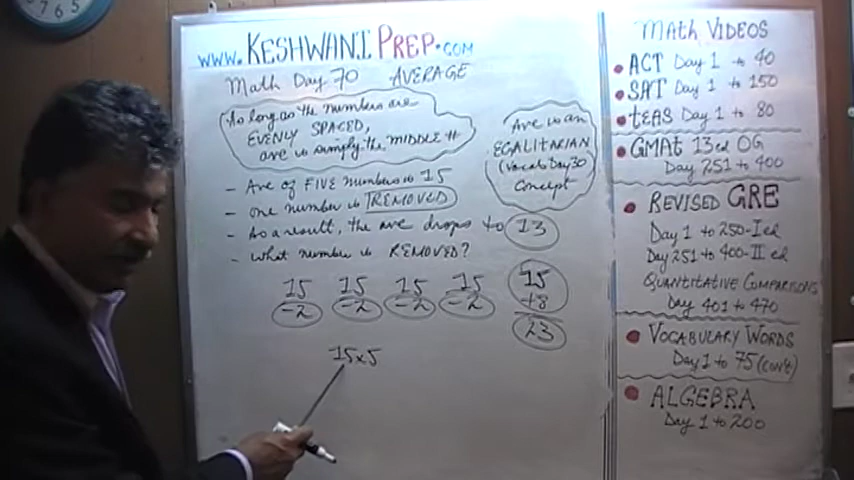 www.KESHWANIPREP.com
Math Day 70 AVERAGE
As long as the numbers are
EVENLY SPACED,
ave is simply the MIDDLE #
Ave is an
EGALITARIAN
(Vocab Day 30
Concept
- Ave of FIVE numbers is 15
- One number is REMOVED
- As a result, the ave drops to 13
- What number is REMOVED?
15 15 15 15 15
-2 -2 -2 -2 +8
23
15x5
MATH VIDEOS
ACT Day 1 to 40
SAT Day 1 to 150
TEAS Day 1 to 80
GMAT 13ed OG
Day 251 to 400
REVISED GRE
Day 1 to 250-I ed
Day 251 to 400-II ed
QUANTITATIVE COMPARISONS
Day 401 to 470
VOCABULARY WORDS
Day 1 to 75 (con't)
ALGEBRA
Day 1 to 200
7 6 5